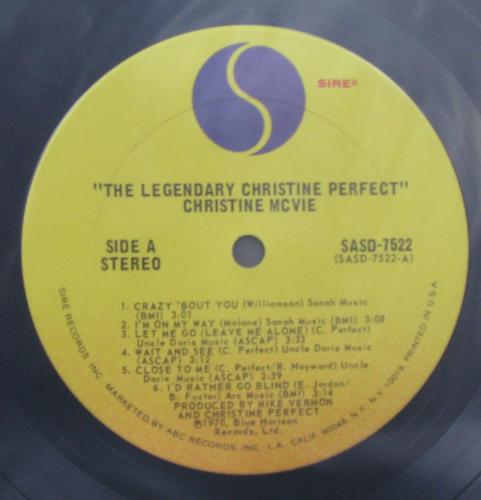 SIRE®
"THE LEGENDARY CHRISTINE PERFECT"
CHRISTINE MCVIE
SIDE A
STEREO
SASD-7522
(SASD-7522-A)
1. CRAZY 'BOUT YOU (Williamson) Sonah Music
(BMI) 3:01
2. I'M ON MY WAY (Malone) Sonah Music (BMI) 3:08
3. LET ME GO (LEAVE ME ALONE) (C. Perfect)
Uncle Doris Music (ASCAP) 3:33
4. WAIT AND SEE (C. Perfect) Uncle Doris Music
(ASCAP) 3:12
5. CLOSE TO ME (C. Perfect/R. Hayward) Uncle
Doris Music (ASCAP) 2:39
6. I'D RATHER GO BLIND (E. Jordan/
B. Foster) Arc Music (BMI) 3:14
PRODUCED BY MIKE VERNON
AND CHRISTINE PERFECT
℗1970, Blue Horizon
Records, Ltd.
SIRE RECORDS, INC. MARKETED BY ABC RECORDS, INC. L.A. CALIF. 90048 N.Y. N.Y. 10019 PRINTED IN U.S.A.